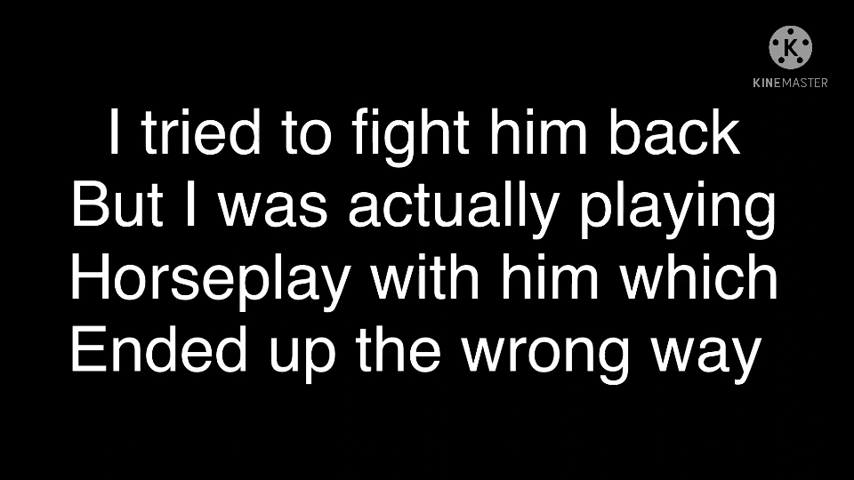 K
KINEMASTER
I tried to fight him back
But I was actually playing
Horseplay with him which
Ended up the wrong way